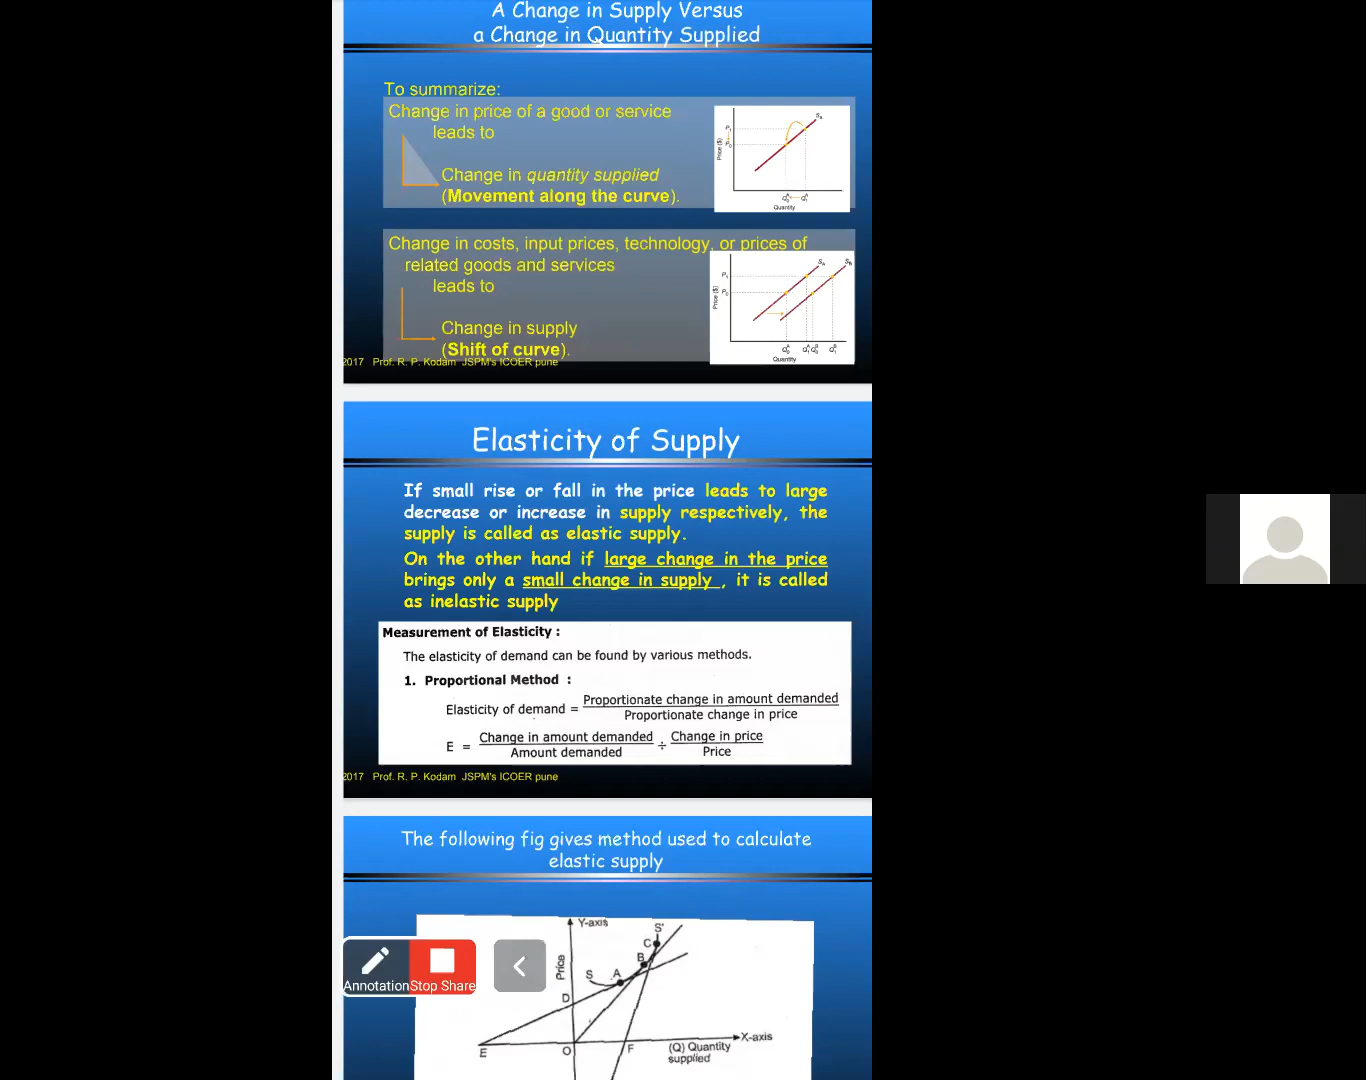 A Change in Supply Versus
a Change in Quantity Supplied
To summarize:
Change in price of a good or service
leads to
Change in quantity supplied
(Movement along the curve).
Price ($)
P₁
P₀
Quantity
Change in costs, input prices, technology, or prices of
related goods and services
leads to
Change in supply
(Shift of curve).
Price ($)
P₁
P₀
Quantity
2017 Prof. R. P. Kodam JSPM's ICOER pune
Elasticity of Supply
If small rise or fall in the price leads to large
decrease or increase in supply respectively, the
supply is called as elastic supply.
On the other hand if large change in the price
brings only a small change in supply , it is called
as inelastic supply
Measurement of Elasticity :
The elasticity of demand can be found by various methods.
1. Proportional Method :
Elasticity of demand = Proportionate change in amount demanded
Proportionate change in price
E = Change in amount demanded ÷ Change in price
Amount demanded Price
2017 Prof. R. P. Kodam JSPM's ICOER pune
The following fig gives method used to calculate
elastic supply
Y-axis
S'
C
B
Price
S
A
D
Annotation
Stop Share
X-axis
E
O
F
(Q) Quantity
supplied